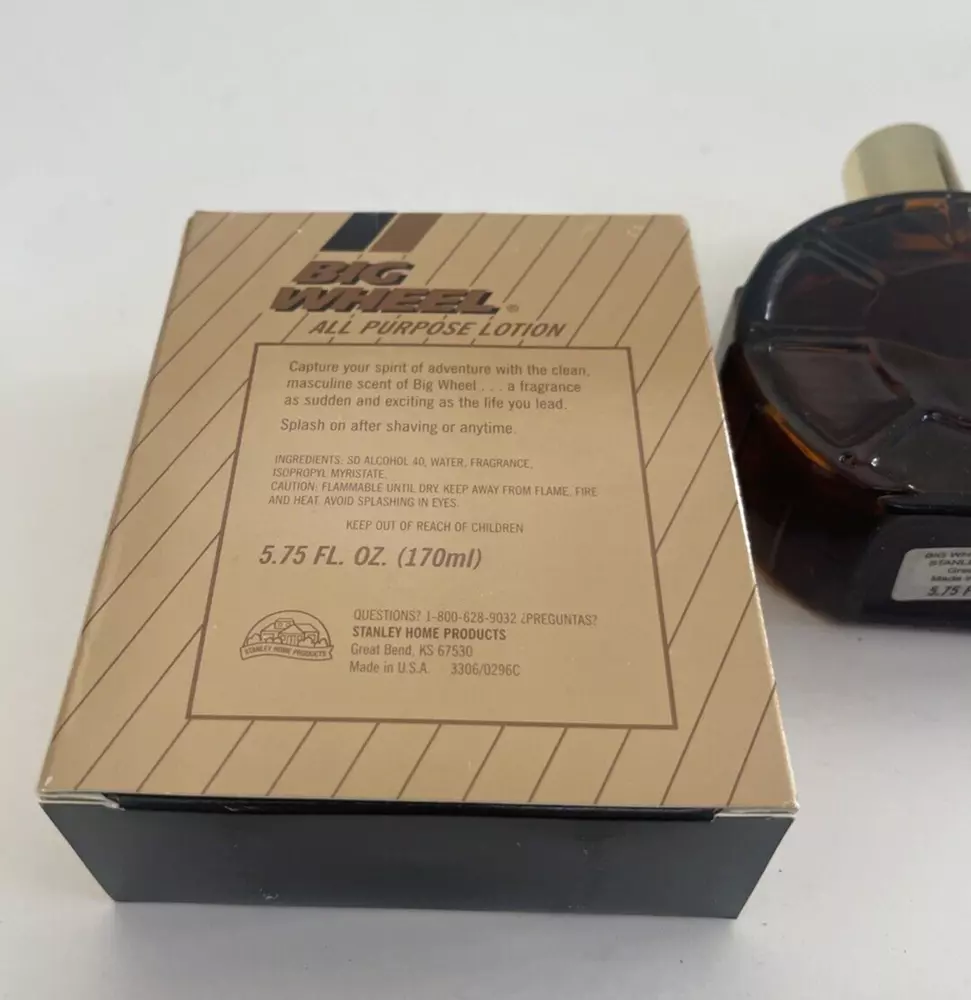 BIG
WHEEL®
ALL PURPOSE LOTION
Capture your spirit of adventure with the clean,
masculine scent of Big Wheel . . . a fragrance
as sudden and exciting as the life you lead.
Splash on after shaving or anytime.
INGREDIENTS: SD ALCOHOL 40, WATER, FRAGRANCE,
ISOPROPYL MYRISTATE.
CAUTION: FLAMMABLE UNTIL DRY. KEEP AWAY FROM FLAME, FIRE
AND HEAT. AVOID SPLASHING IN EYES.
KEEP OUT OF REACH OF CHILDREN
5.75 FL. OZ. (170ml)
STANLEY HOME PRODUCTS
QUESTIONS? 1-800-628-9032 ¿PREGUNTAS?
STANLEY HOME PRODUCTS
Great Bend, KS 67530
Made in U.S.A. 3306/0296C
BIG
Made
5.75